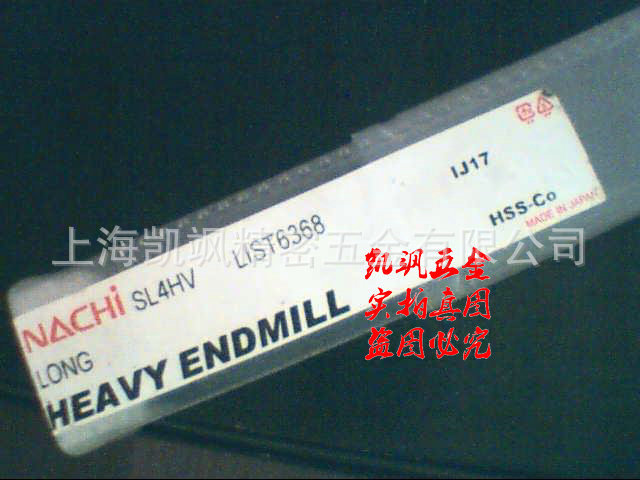 NACHi SL4HV LIST6368 IJ17
LONG HSS-Co
HEAVY ENDMILL MADE IN JAPAN
上海凯飒精密五金有限公司
凯飒五金
实拍真图
盗图必究